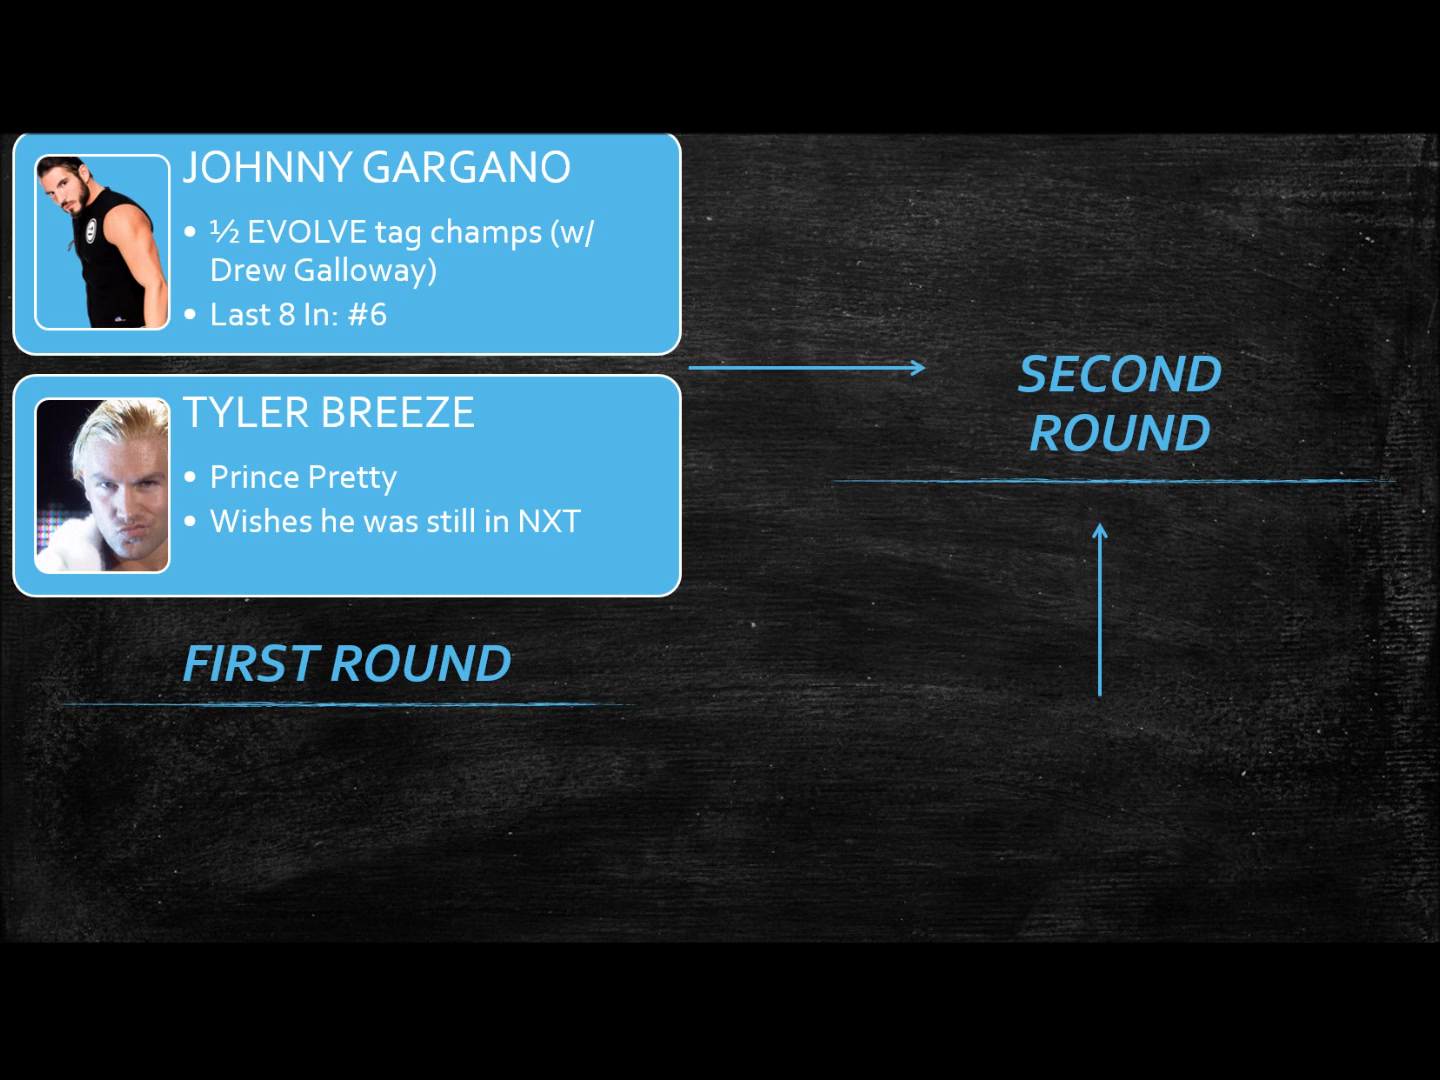 JOHNNY GARGANO
• ½ EVOLVE tag champs (w/
Drew Galloway)
• Last 8 In: #6
TYLER BREEZE
• Prince Pretty
• Wishes he was still in NXT
FIRST ROUND
SECOND
ROUND